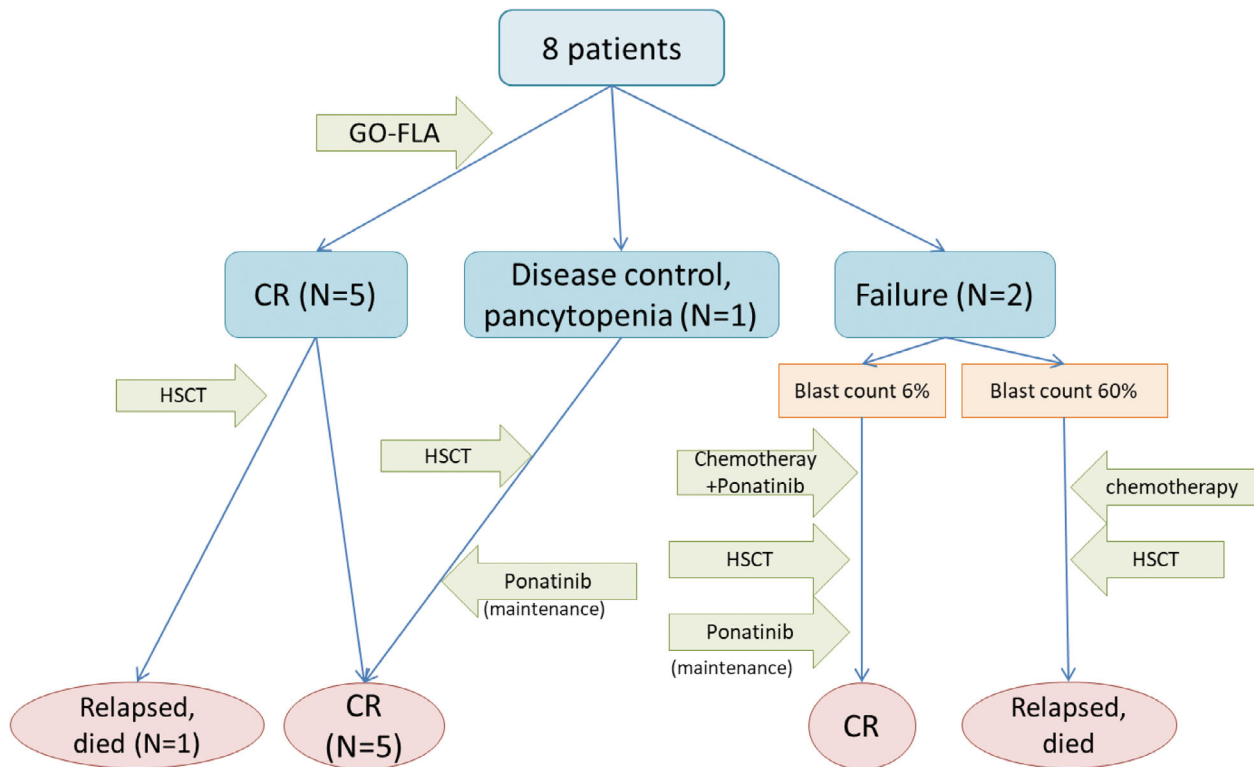 8 patients
GO-FLA
CR (N=5)
Disease control,
pancytopenia (N=1)
Failure (N=2)
HSCT
Blast count 6%
Blast count 60%
HSCT
Chemotheray
+Ponatinib
chemotherapy
HSCT
HSCT
Ponatinib
(maintenance)
Ponatinib
(maintenance)
Relapsed,
died (N=1)
CR
(N=5)
CR
Relapsed,
died